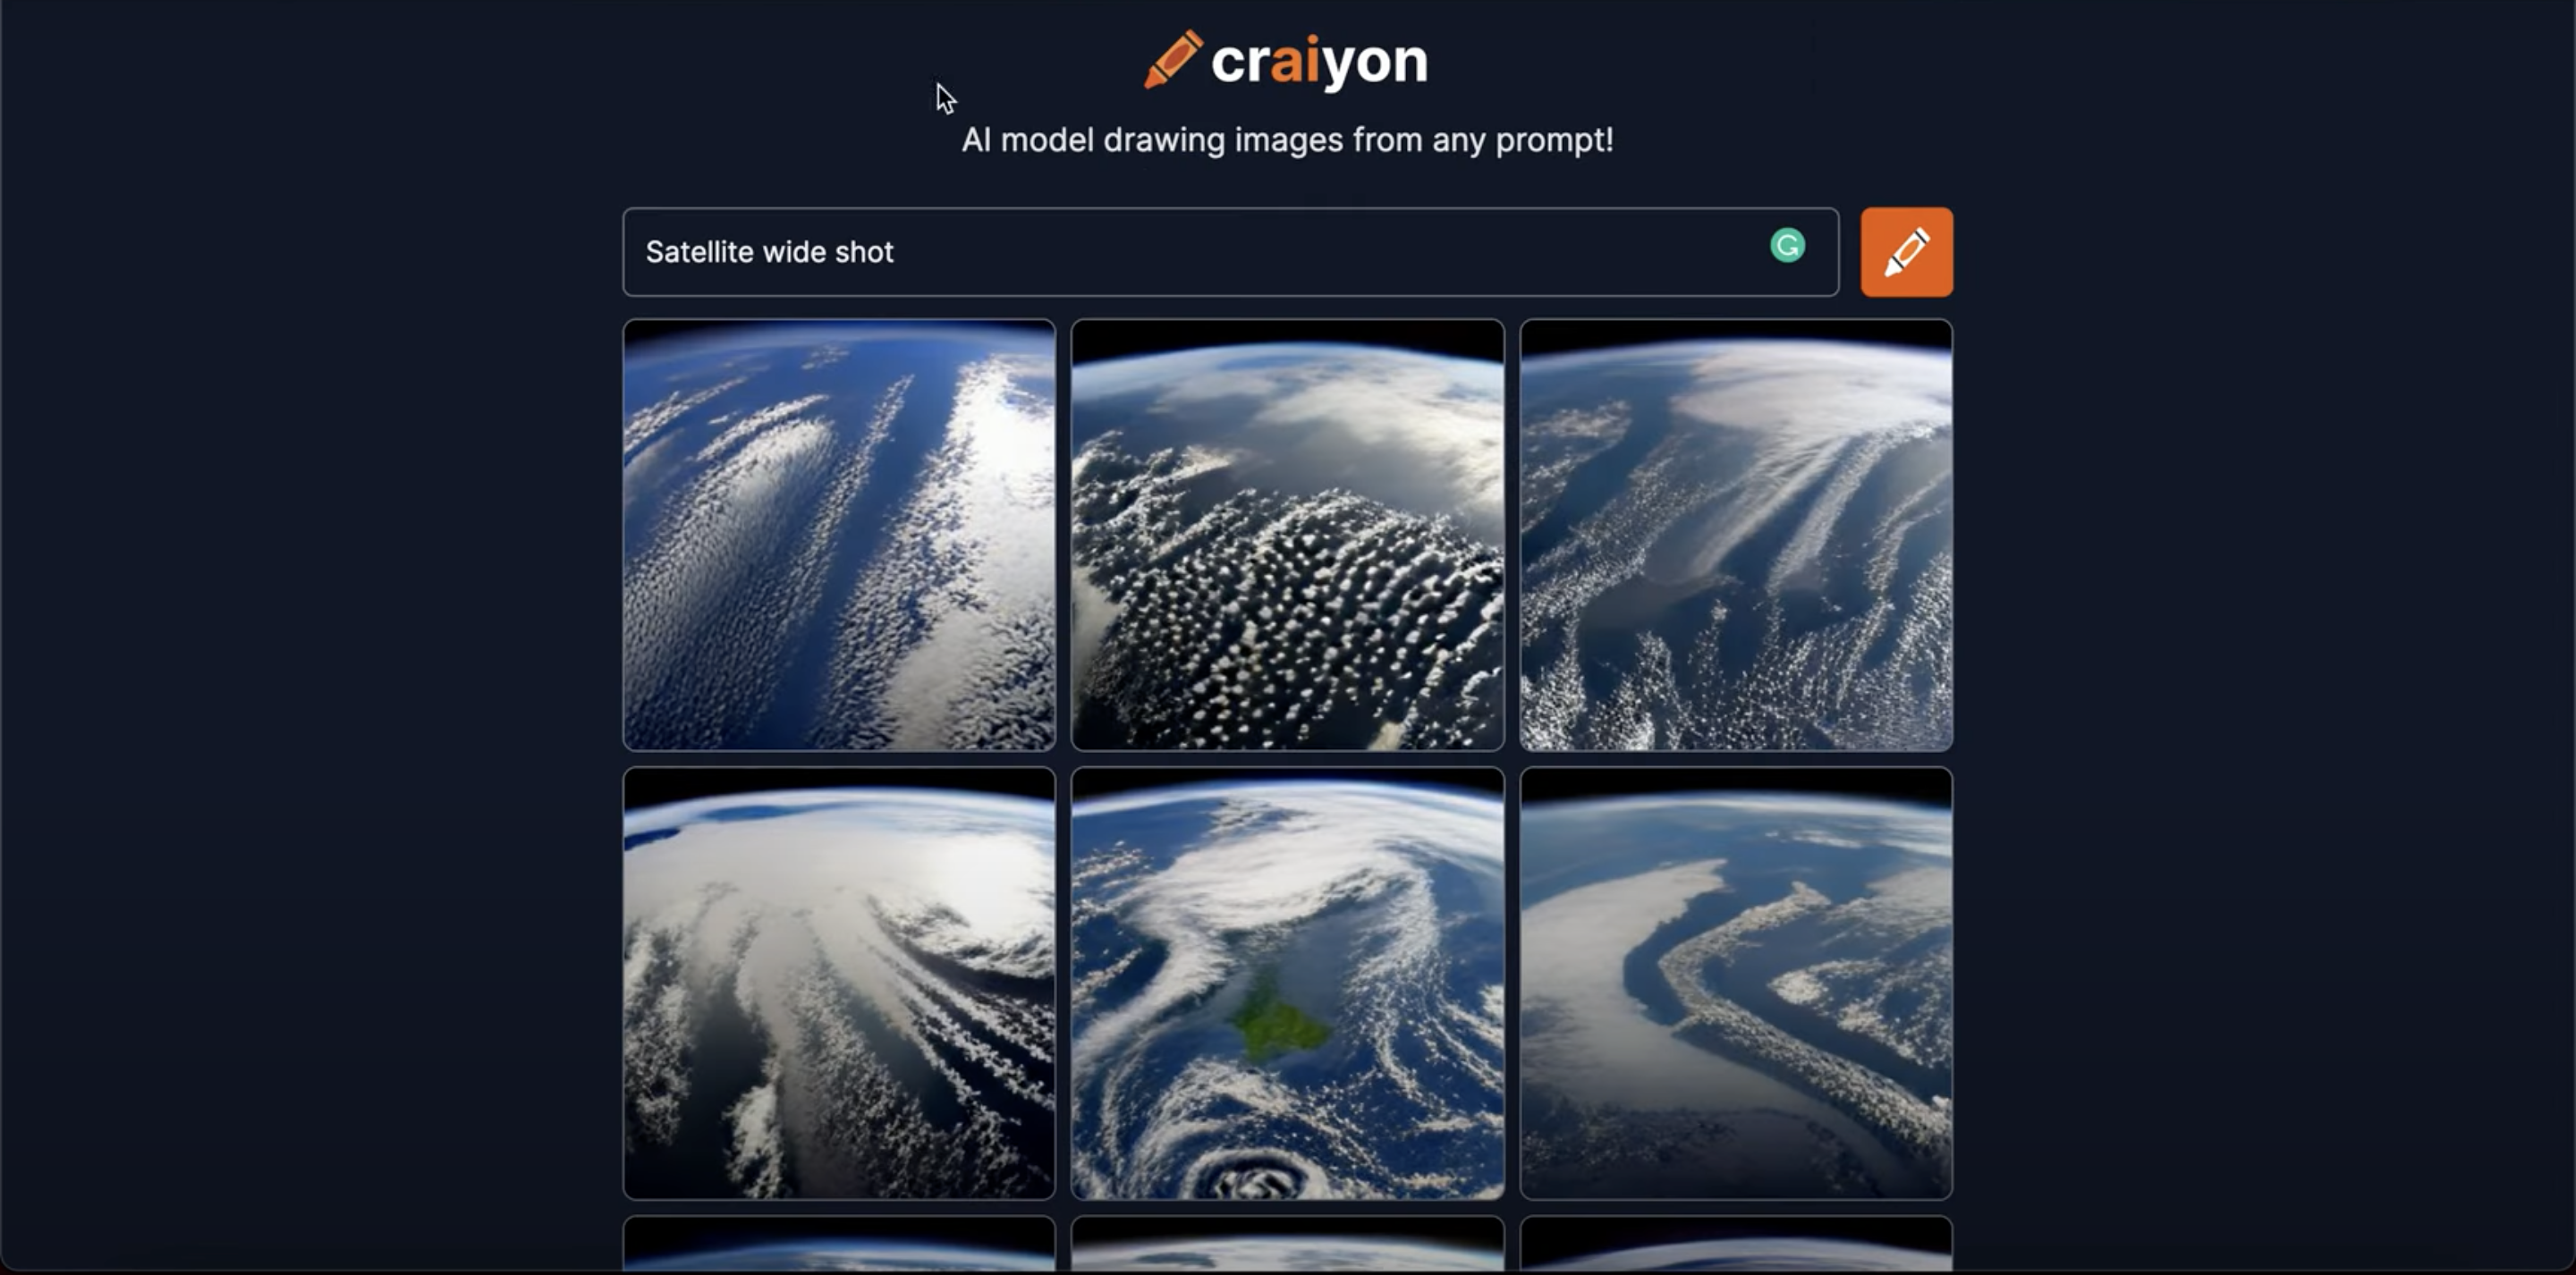 craiyon
AI model drawing images from any prompt!
Satellite wide shot